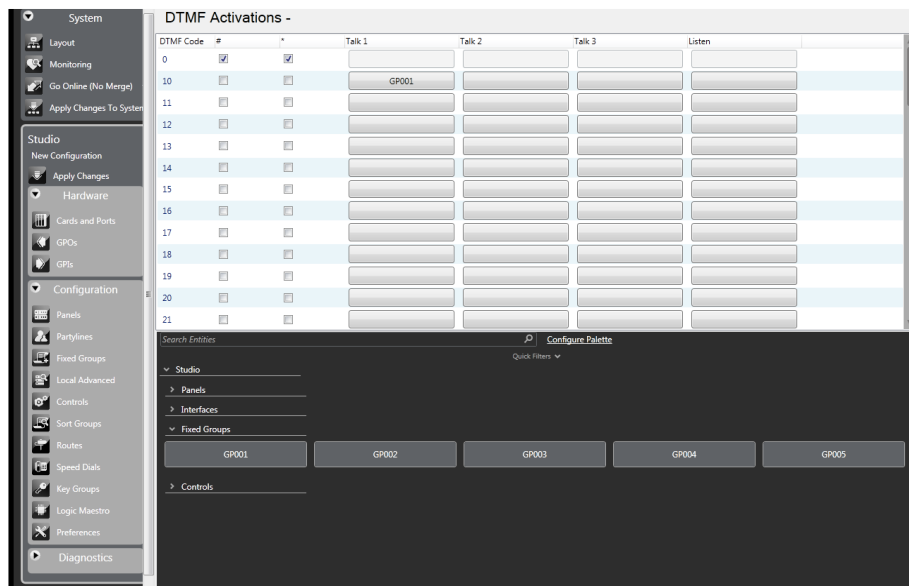 System
Layout
Monitoring
Go Online (No Merge)
Apply Changes To System
Studio
New Configuration
Apply Changes
Hardware
Cards and Ports
GPOs
GPIs
Configuration
Panels
Partylines
Fixed Groups
Local Advanced
Controls
Sort Groups
Routes
Speed Dials
Key Groups
Logic Maestro
Preferences
Diagnostics
DTMF Activations -
DTMF Code # * Talk 1 Talk 2 Talk 3 Listen
0
10 GP001
11
12
13
14
15
16
17
18
19
20
21
Search Entities Configure Palette
Quick Filters
Studio
Panels
Interfaces
Fixed Groups
GP001 GP002 GP003 GP004 GP005
Controls